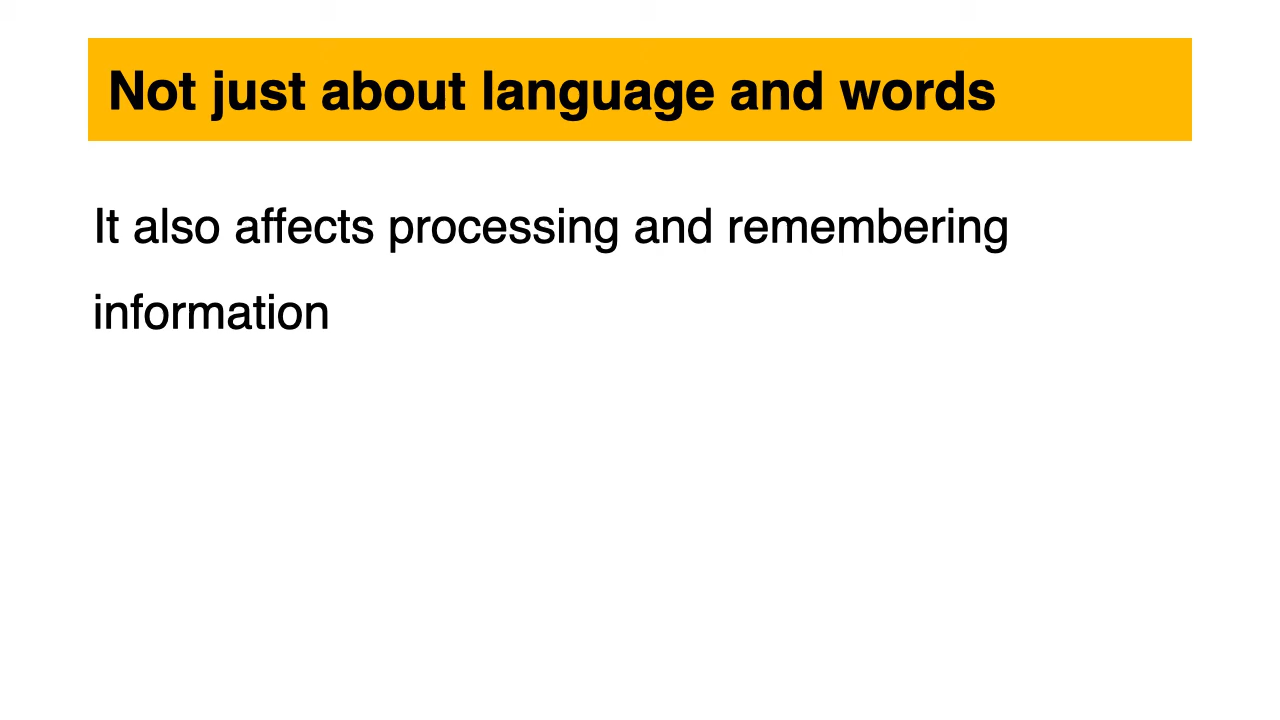 Not just about language and words
It also affects processing and remembering
information